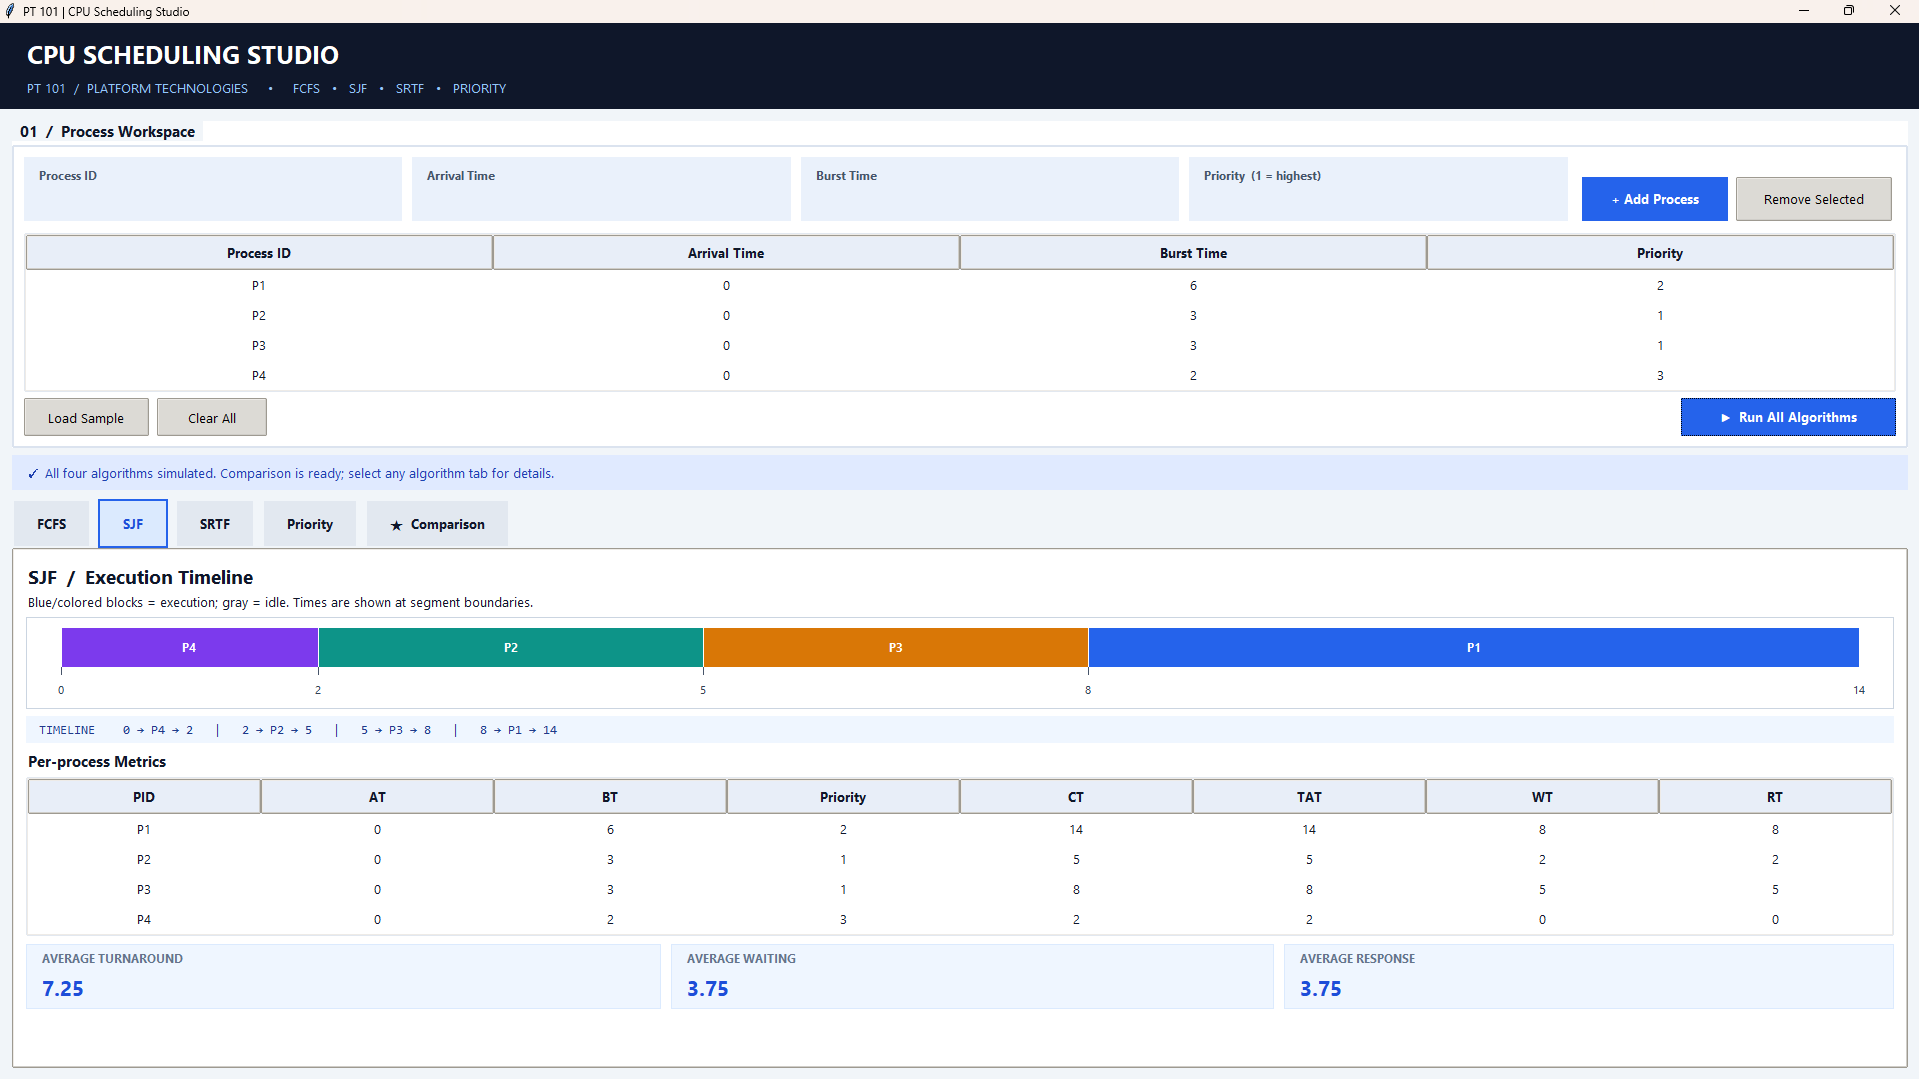 PT 101 | CPU Scheduling Studio
CPU SCHEDULING STUDIO
PT 101 / PLATFORM TECHNOLOGIES • FCFS • SJF • SRTF • PRIORITY
01 / Process Workspace
Process ID Arrival Time Burst Time Priority (1 = highest)
+ Add Process Remove Selected
Process ID Arrival Time Burst Time Priority
P1 0 6 2
P2 0 3 1
P3 0 3 1
P4 0 2 3
Load Sample Clear All ► Run All Algorithms
✓ All four algorithms simulated. Comparison is ready; select any algorithm tab for details.
FCFS SJF SRTF Priority ★ Comparison
SJF / Execution Timeline
Blue/colored blocks = execution; gray = idle. Times are shown at segment boundaries.
P4 P2 P3 P1
0 2 5 8 14
TIMELINE 0 → P4 → 2 | 2 → P2 → 5 | 5 → P3 → 8 | 8 → P1 → 14
Per-process Metrics
PID AT BT Priority CT TAT WT RT
P1 0 6 2 14 14 8 8
P2 0 3 1 5 5 2 2
P3 0 3 1 8 8 5 5
P4 0 2 3 2 2 0 0
AVERAGE TURNAROUND AVERAGE WAITING AVERAGE RESPONSE
7.25 3.75 3.75